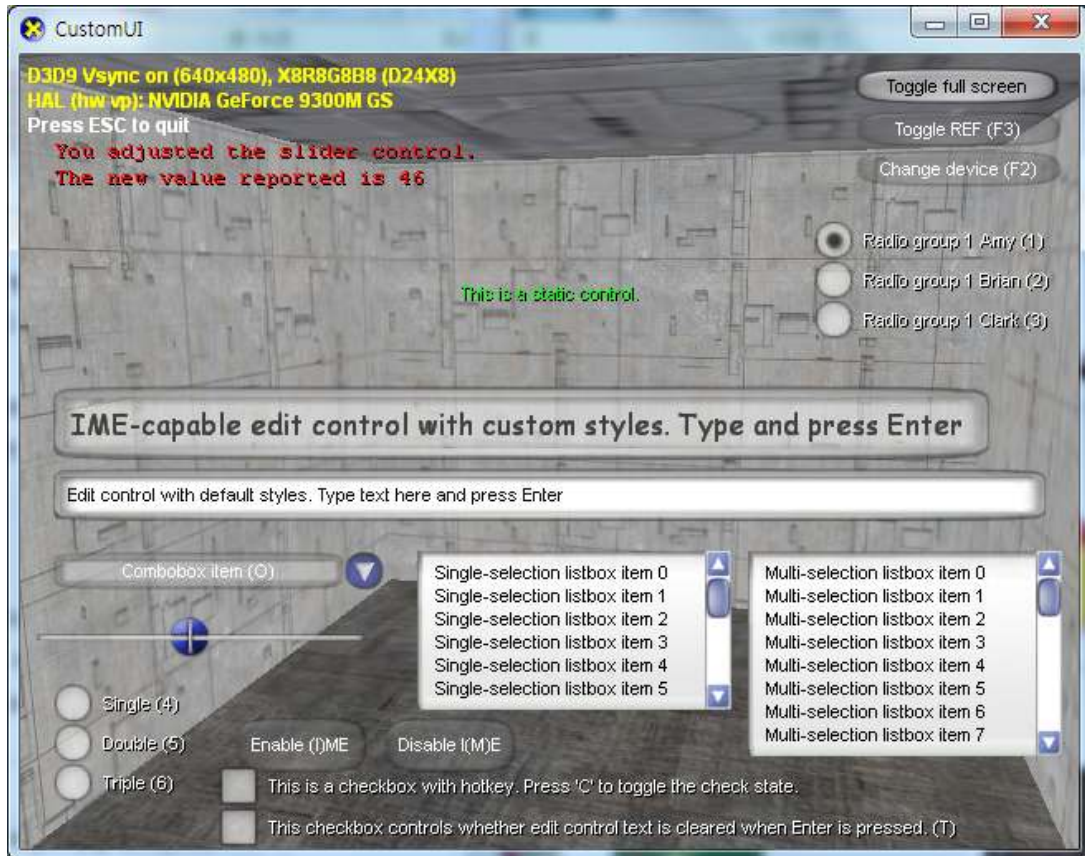 CustomUI
D3D9 Vsync on (640x480), X8R8G8B8 (D24X8)
HAL (hw vp): NVIDIA GeForce 9300M GS
Press ESC to quit
You adjusted the slider control.
The new value reported is 46
Toggle full screen
Toggle REF (F3)
Change device (F2)
Radio group 1 Amy (1)
Radio group 1 Brian (2)
Radio group 1 Clark (3)
This is a static control.
IME-capable edit control with custom styles. Type and press Enter
Edit control with default styles. Type text here and press Enter
Combobox item (O)
Single-selection listbox item 0
Single-selection listbox item 1
Single-selection listbox item 2
Single-selection listbox item 3
Single-selection listbox item 4
Single-selection listbox item 5
Multi-selection listbox item 0
Multi-selection listbox item 1
Multi-selection listbox item 2
Multi-selection listbox item 3
Multi-selection listbox item 4
Multi-selection listbox item 5
Multi-selection listbox item 6
Multi-selection listbox item 7
Single (4)
Double (5)
Triple (6)
Enable (I)ME
Disable I(M)E
This is a checkbox with hotkey. Press 'C' to toggle the check state.
This checkbox controls whether edit control text is cleared when Enter is pressed. (T)